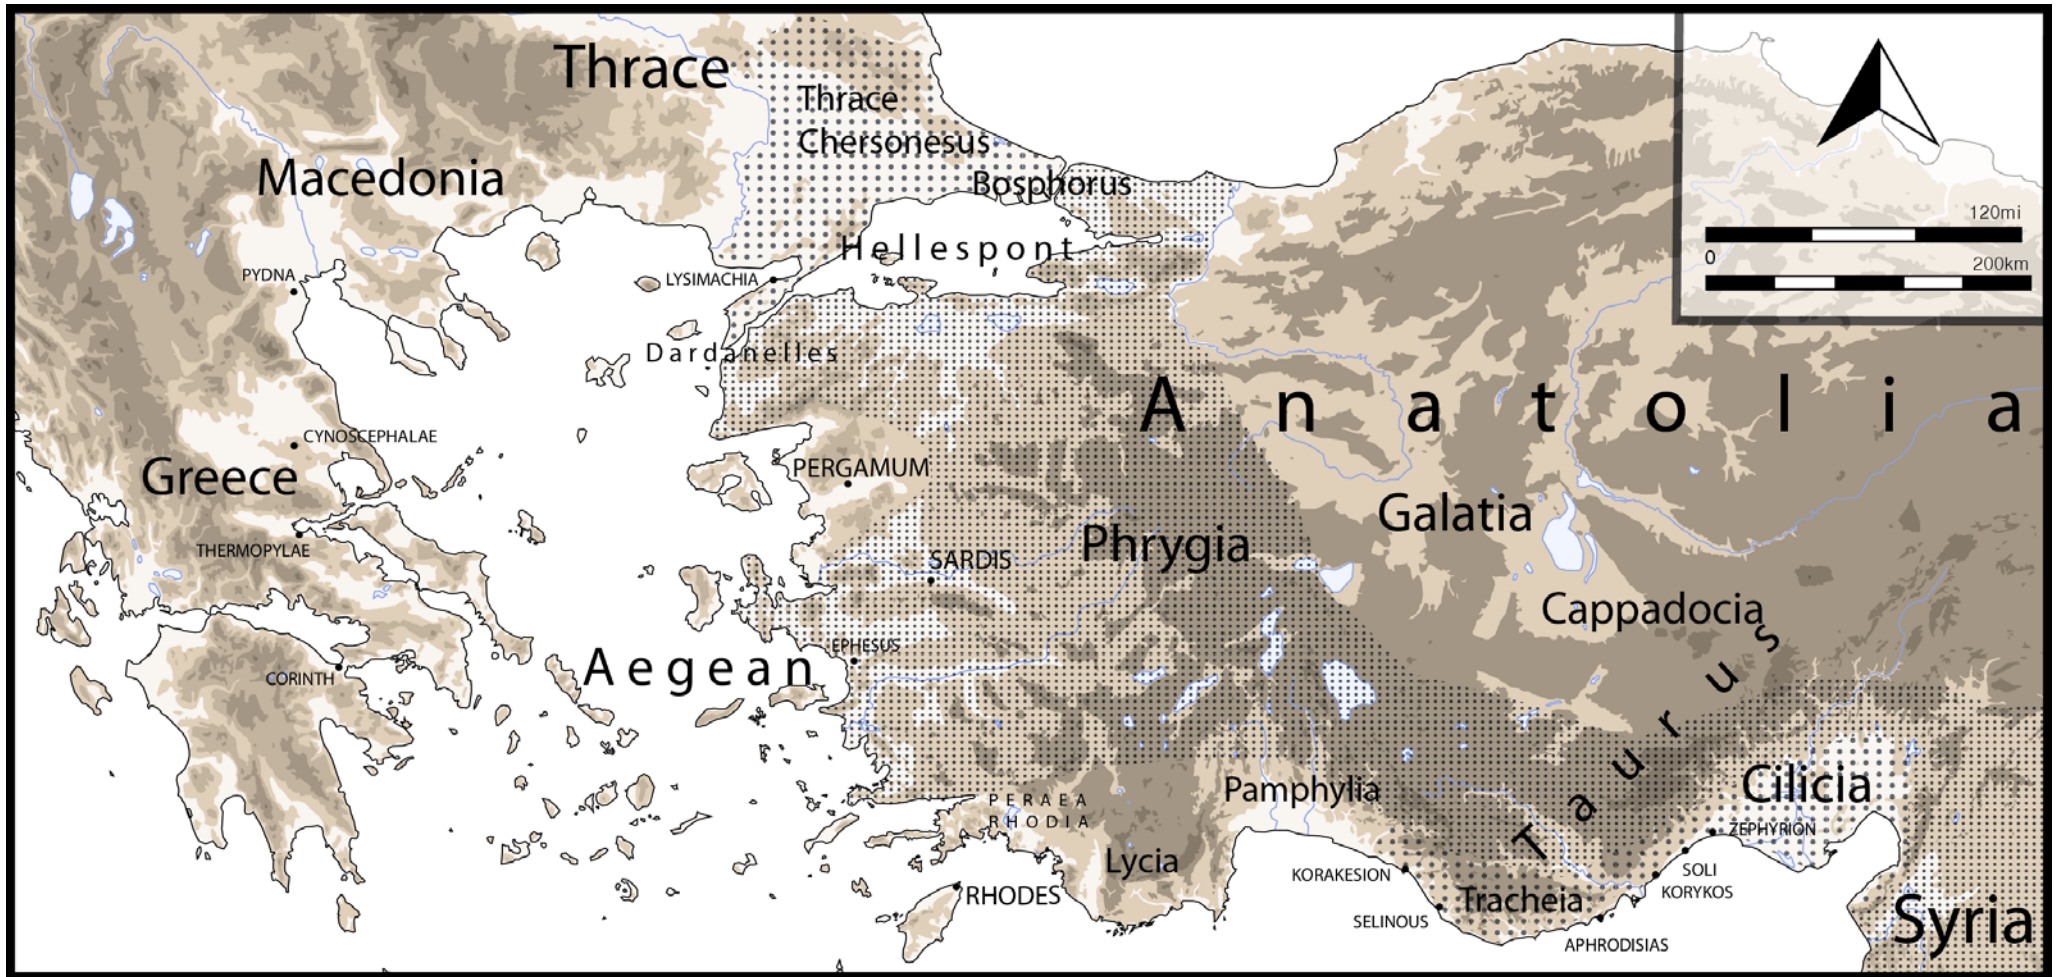 Thrace
Thrace
Chersonesus
Macedonia
Bosphorus
120mi
0
200km
Hellespont
PYDNA
LYSIMACHIA
Dardanelles
Anatolia
CYNOSCEPHALAE
Greece
PERGAMUM
Galatia
THERMOPYLAE
SARDIS
Phrygia
Cappadocia
EPHESUS
Aegean
CORINTH
Taurus
PERAEA
RHODIA
Pamphylia
Cilicia
ZEPHYRION
Lycia
KORAKESION
SOLI
KORYKOS
RHODES
Tracheia
SELINOUS
APHRODISIAS
Syria